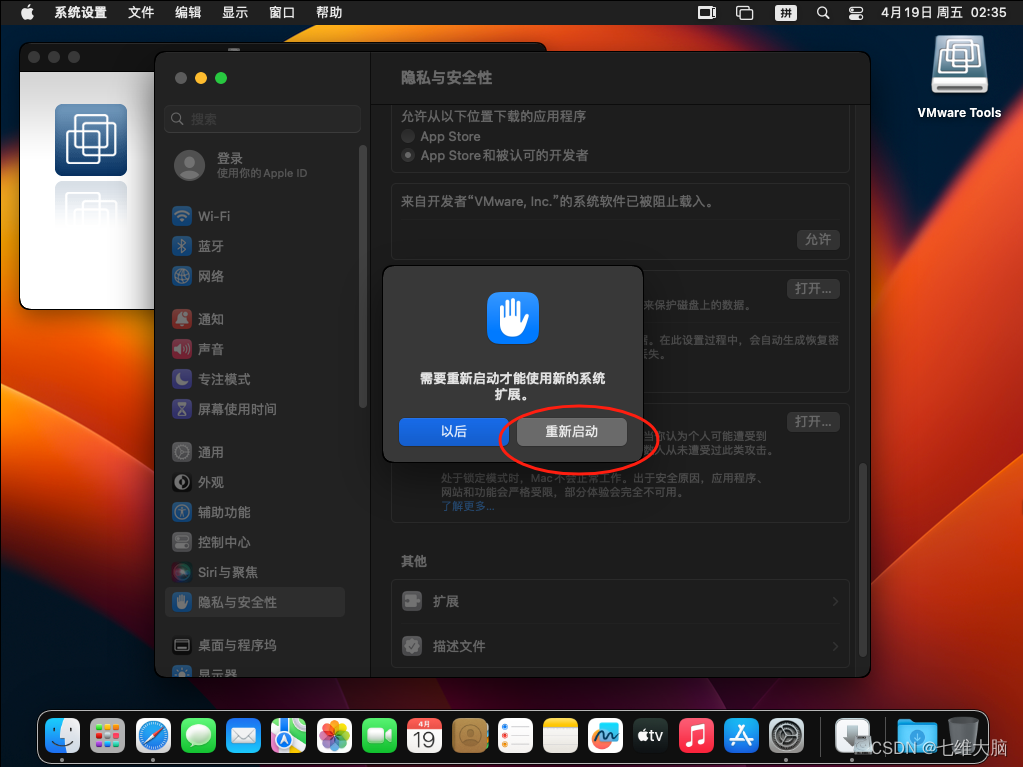 系统设置 文件 编辑 显示 窗口 帮助 拼 4月19日 周五 02:35
VMware Tools
搜索
登录
使用你的Apple ID
Wi-Fi
蓝牙
网络
通知
声音
专注模式
屏幕使用时间
通用
外观
辅助功能
控制中心
Siri与聚焦
隐私与安全性
桌面与程序坞
显示器
隐私与安全性
允许从以下位置下载的应用程序
App Store
App Store和被认可的开发者
来自开发者“VMware, Inc.”的系统软件已被阻止载入。
允许
打开...
来保护磁盘上的数据。
。在此设置过程中，会自动生成恢复密
丢失。
需要重新启动才能使用新的系统
扩展。
以后
重新启动
打开...
当你认为个人可能遭受到
数人从未遭受过此类攻击。
处于锁定模式时，Mac不会正常工作。出于安全原因，应用程序、
网站和功能会严格受限，部分体验会完全不可用。
了解更多...
其他
扩展
描述文件
4月
19
tv
CSDN @七维大脑